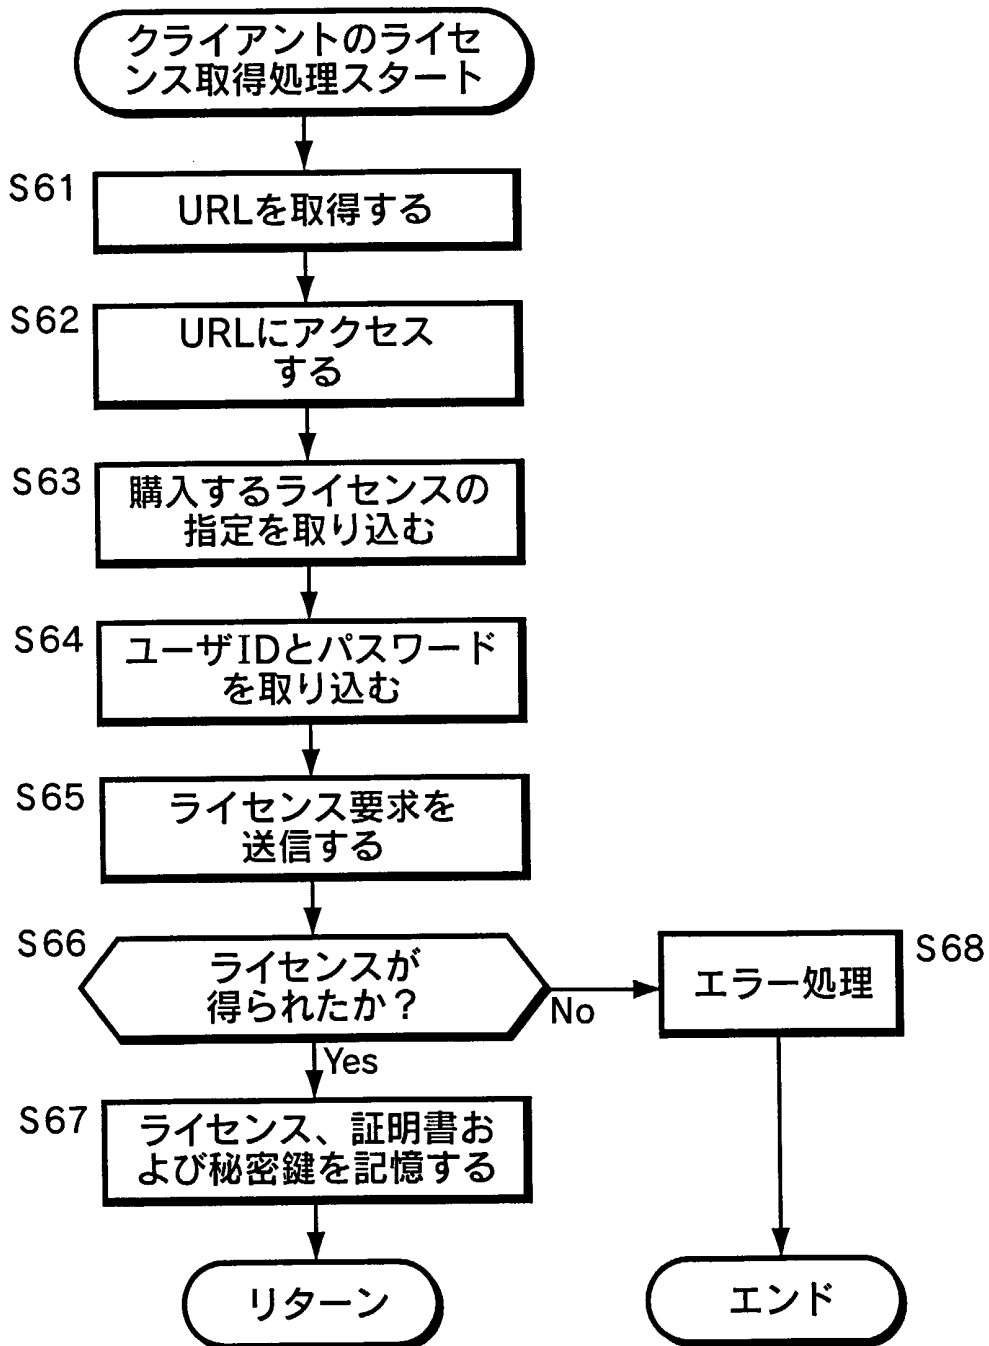 クライアントのライセ
ンス取得処理スタート
S61
URLを取得する
S62
URLにアクセス
する
S63
購入するライセンスの
指定を取り込む
S64
ユーザIDとパスワード
を取り込む
S65
ライセンス要求を
送信する
S66
ライセンスが
得られたか？
No
Yes
S68
エラー処理
S67
ライセンス、証明書お
よび秘密鍵を記憶する
リターン
エンド